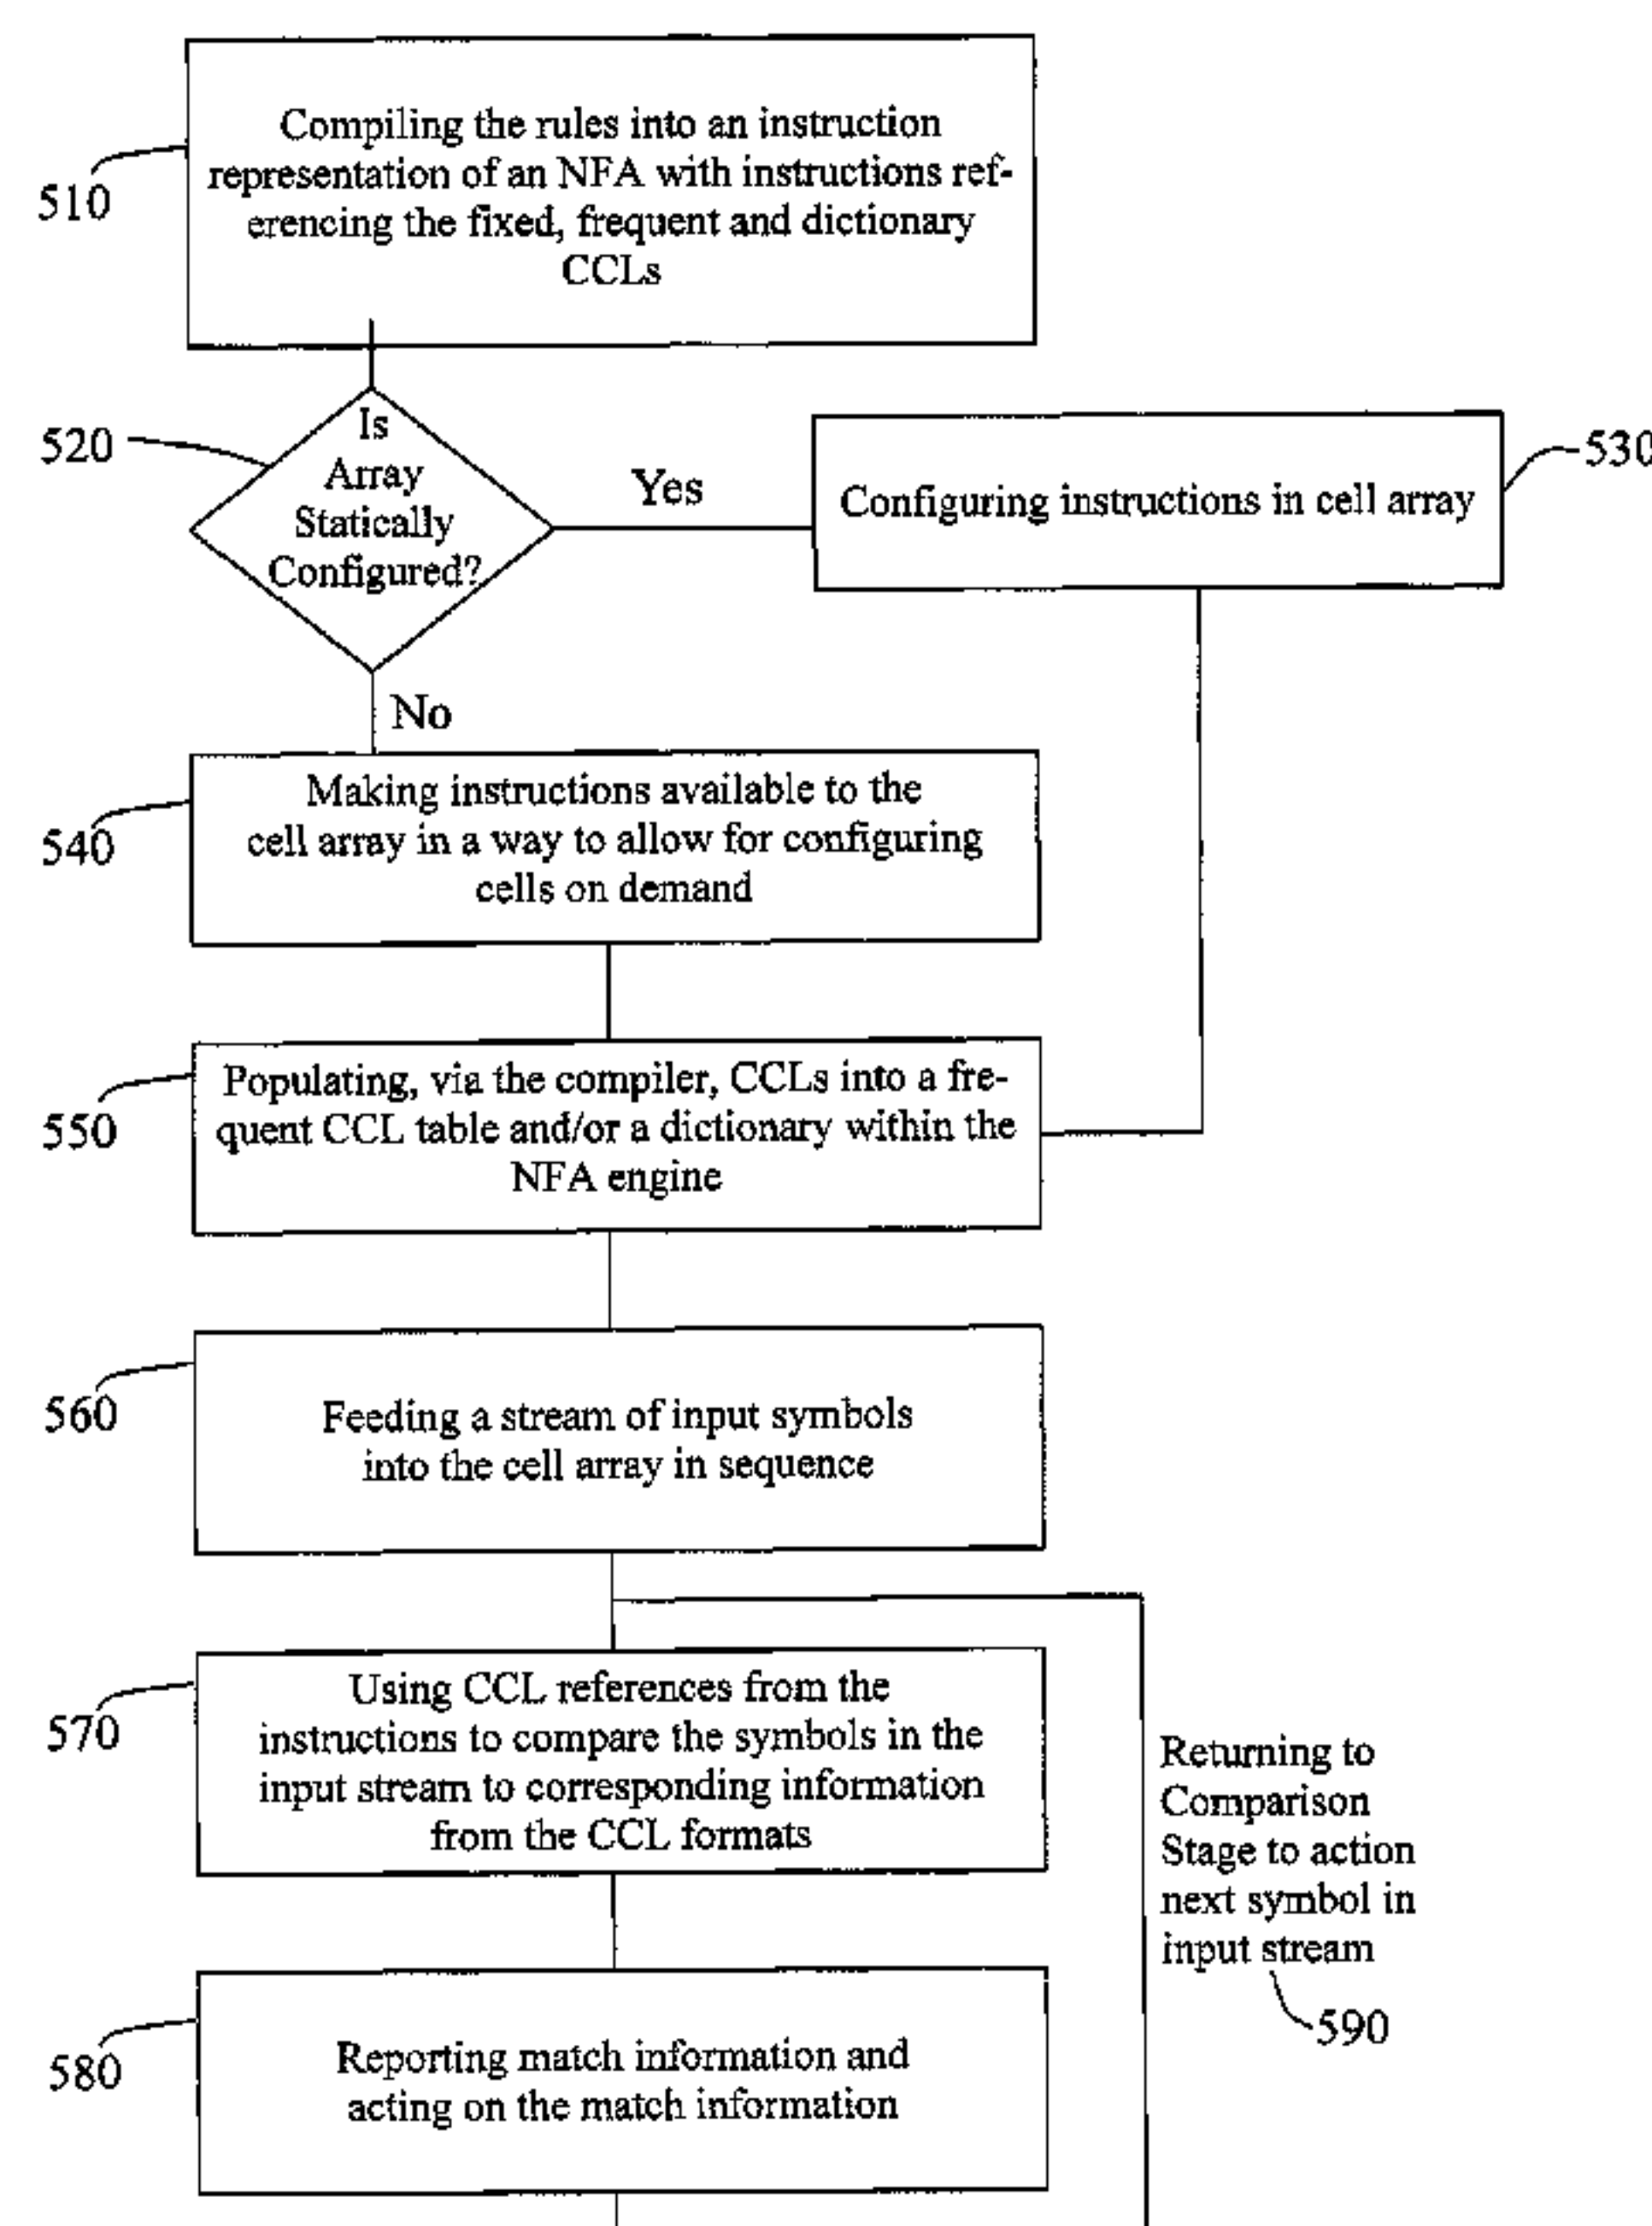 Compiling the rules into an instruction
representation of an NFA with instructions ref-
erencing the fixed, frequent and dictionary
CCLs
510
Is
Array
Statically
Configured?
520
Yes
Configuring instructions in cell array
530
No
Making instructions available to the
cell array in a way to allow for configuring
cells on demand
540
Populating, via the compiler, CCLs into a fre-
quent CCL table and/or a dictionary within the
NFA engine
550
Feeding a stream of input symbols
into the cell array in sequence
560
Using CCL references from the
instructions to compare the symbols in the
input stream to corresponding information
from the CCL formats
570
Returning to
Comparison
Stage to action
next symbol in
input stream
590
Reporting match information and
acting on the match information
580